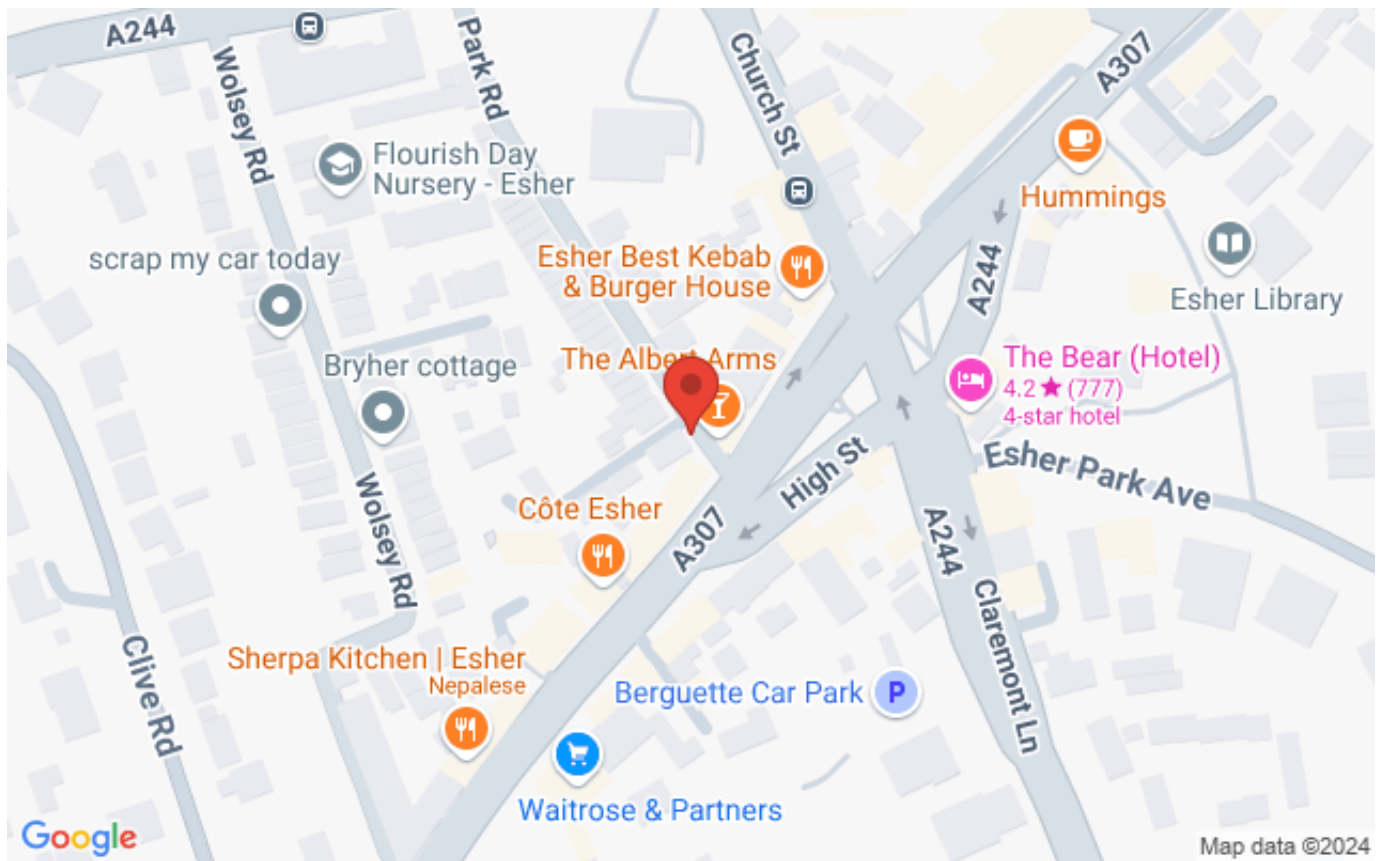 A244
Wolsey Rd
Park Rd
Church St
A307
Flourish Day
Nursery - Esher
Hummings
scrap my car today
Esher Best Kebab
& Burger House
A244
Esher Library
Bryher cottage
The Albert Arms
The Bear (Hotel)
4.2 ★ (777)
4-star hotel
High St
Esher Park Ave
Côte Esher
Wolsey Rd
A307
A244
Claremont Ln
Clive Rd
Sherpa Kitchen | Esher
Nepalese
Berguette Car Park
P
Waitrose & Partners
Google
Map data ©2024